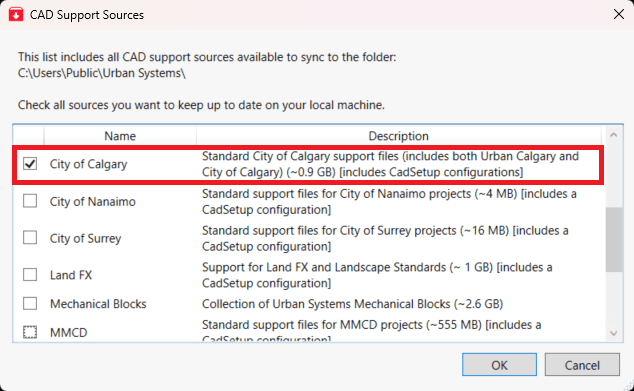 CAD Support Sources
This list includes all CAD support sources available to sync to the folder:
C:\Users\Public\Urban Systems\
Check all sources you want to keep up to date on your local machine.
Name Description
City of Calgary Standard City of Calgary support files (includes both Urban Calgary and
City of Calgary) (~0.9 GB) [includes CadSetup configurations]
City of Nanaimo Standard support files for City of Nanaimo projects (~4 MB) [includes a
CadSetup configuration]
City of Surrey Standard support files for City of Surrey projects (~16 MB) [includes a
CadSetup configuration]
Land FX Support for Land FX and Landscape Standards (~ 1 GB) [includes a
CadSetup configuration]
Mechanical Blocks Collection of Urban Systems Mechanical Blocks (~2.6 GB)
MMCD Standard support files for MMCD projects (~555 MB) [includes a
CadSetup configuration]
OK Cancel